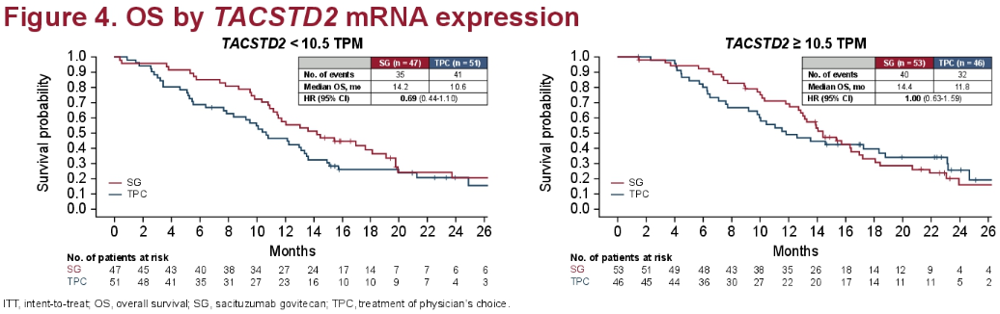 Figure 4. OS by TACSTD2 mRNA expression
TACSTD2 < 10.5 TPM
SG (n = 47) TPC (n = 51)
No. of events 35 41
Median OS, mo 14.2 10.6
HR (95% CI) 0.69 (0.44-1.10)
Survival probability
1.0
0.9
0.8
0.7
0.6
0.5
0.4
0.3
0.2
0.1
0.0
SG
TPC
0 2 4 6 8 10 12 14 16 18 20 22 24 26
Months
No. of patients at risk
SG 47 45 43 40 38 34 27 24 17 14 7 7 6 6
TPC 51 48 41 35 31 27 23 16 10 10 9 7 4 3
TACSTD2 ≥ 10.5 TPM
SG (n = 53) TPC (n = 46)
No. of events 40 32
Median OS, mo 14.4 11.8
HR (95% CI) 1.00 (0.63-1.59)
Survival probability
1.0
0.9
0.8
0.7
0.6
0.5
0.4
0.3
0.2
0.1
0.0
SG
TPC
0 2 4 6 8 10 12 14 16 18 20 22 24 26
Months
No. of patients at risk
SG 53 51 49 48 43 38 35 26 18 14 12 9 4 4
TPC 46 45 44 36 30 27 22 20 17 14 11 11 5 2
ITT, intent-to-treat; OS, overall survival; SG, sacituzumab govitecan; TPC, treatment of physician's choice.